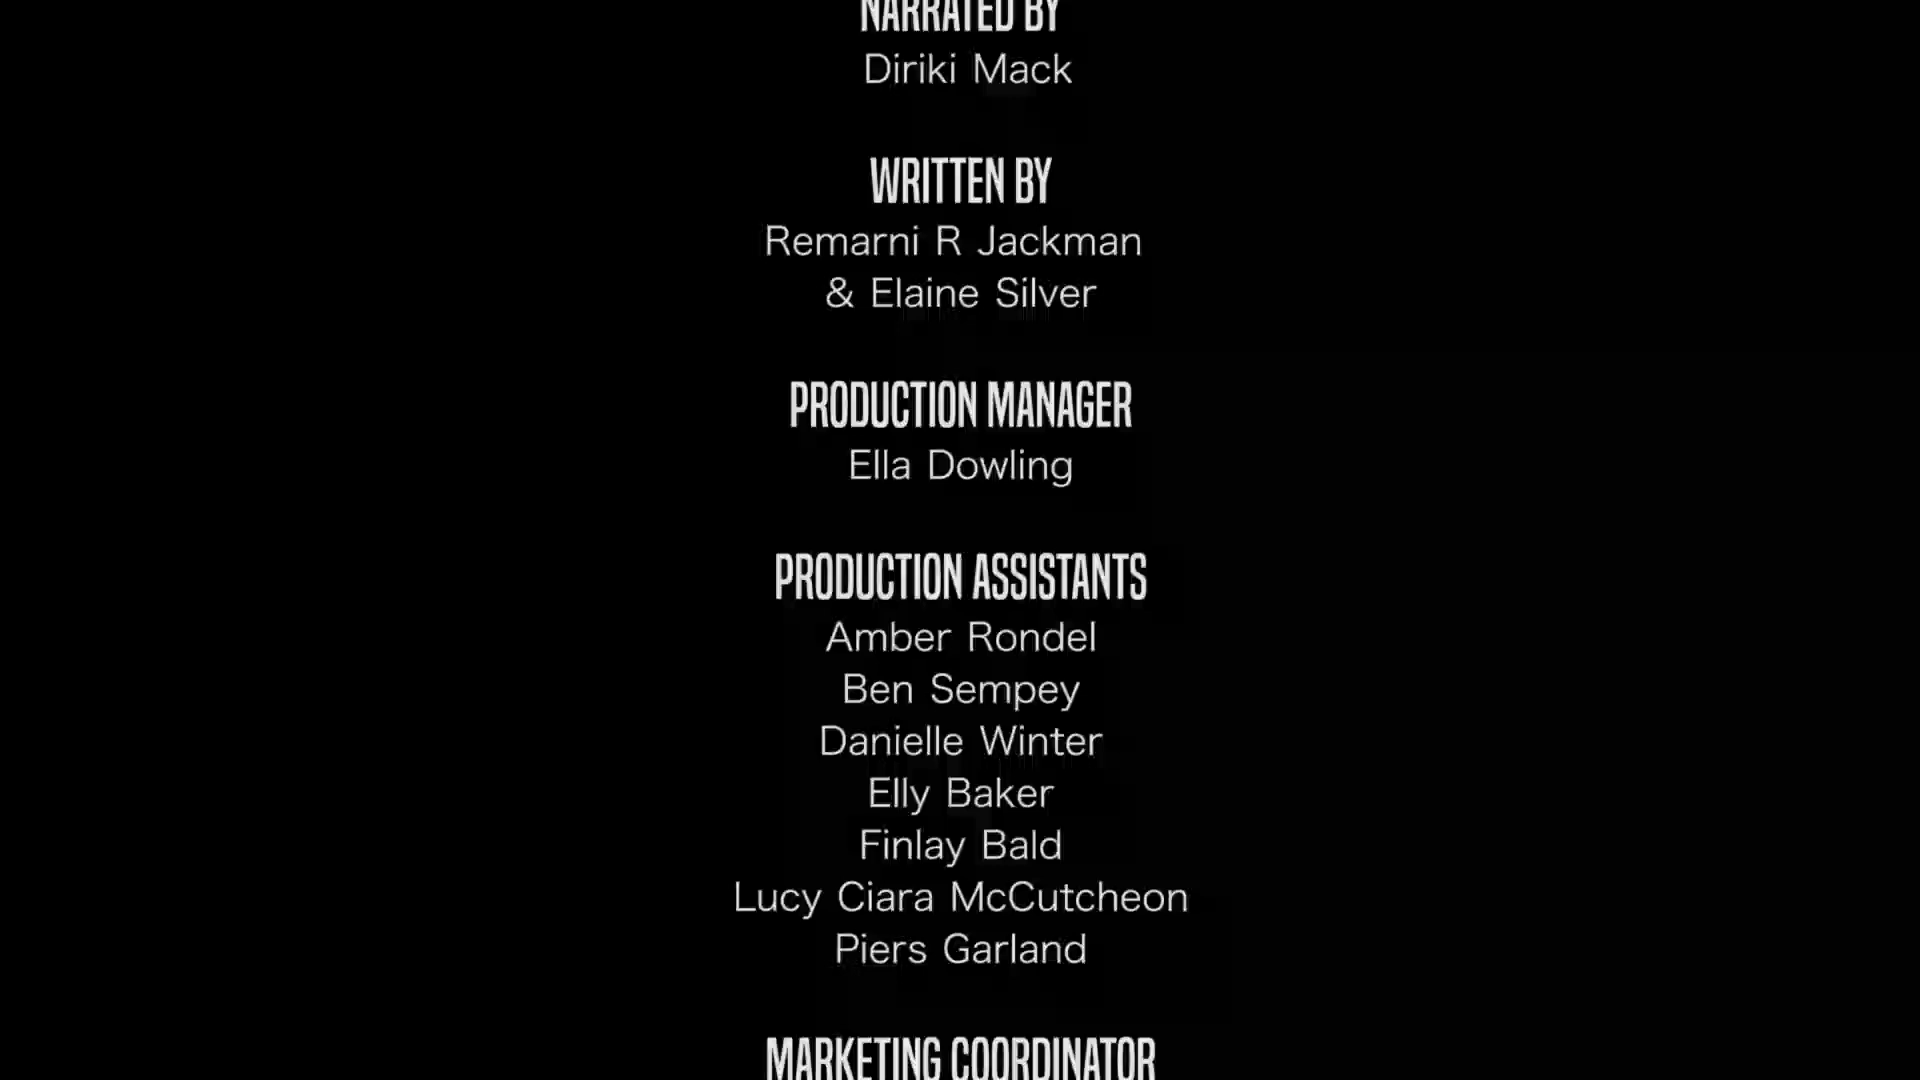 NARRATED BY
Diriki Mack
WRITTEN BY
Remarni R Jackman
& Elaine Silver
PRODUCTION MANAGER
Ella Dowling
PRODUCTION ASSISTANTS
Amber Rondel
Ben Sempey
Danielle Winter
Elly Baker
Finlay Bald
Lucy Ciara McCutcheon
Piers Garland
MARKETING COORDINATOR